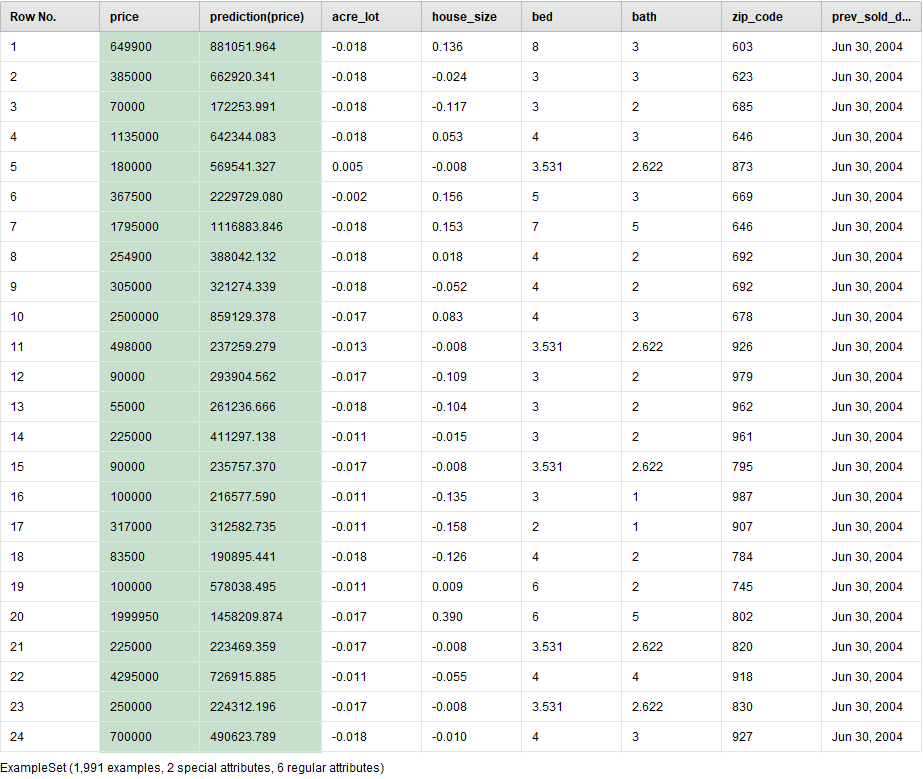 Row No. price prediction(price) acre_lot house_size bed bath zip_code prev_sold_d...
1 649900 881051.964 -0.018 0.136 8 3 603 Jun 30, 2004
2 385000 662920.341 -0.018 -0.024 3 3 623 Jun 30, 2004
3 70000 172253.991 -0.018 -0.117 3 2 685 Jun 30, 2004
4 1135000 642344.083 -0.018 0.053 4 3 646 Jun 30, 2004
5 180000 569541.327 0.005 -0.008 3.531 2.622 873 Jun 30, 2004
6 367500 2229729.080 -0.002 0.156 5 3 669 Jun 30, 2004
7 1795000 1116883.846 -0.018 0.153 7 5 646 Jun 30, 2004
8 254900 388042.132 -0.018 0.018 4 2 692 Jun 30, 2004
9 305000 321274.339 -0.018 -0.052 4 2 692 Jun 30, 2004
10 2500000 859129.378 -0.017 0.083 4 3 678 Jun 30, 2004
11 498000 237259.279 -0.013 -0.008 3.531 2.622 926 Jun 30, 2004
12 90000 293904.562 -0.017 -0.109 3 2 979 Jun 30, 2004
13 55000 261236.666 -0.018 -0.104 3 2 962 Jun 30, 2004
14 225000 411297.138 -0.011 -0.015 3 2 961 Jun 30, 2004
15 90000 235757.370 -0.017 -0.008 3.531 2.622 795 Jun 30, 2004
16 100000 216577.590 -0.011 -0.135 3 1 987 Jun 30, 2004
17 317000 312582.735 -0.011 -0.158 2 1 907 Jun 30, 2004
18 83500 190895.441 -0.018 -0.126 4 2 784 Jun 30, 2004
19 100000 578038.495 -0.011 0.009 6 2 745 Jun 30, 2004
20 1999950 1458209.874 -0.017 0.390 6 5 802 Jun 30, 2004
21 225000 223469.359 -0.017 -0.008 3.531 2.622 820 Jun 30, 2004
22 4295000 726915.885 -0.011 -0.055 4 4 918 Jun 30, 2004
23 250000 224312.196 -0.017 -0.008 3.531 2.622 830 Jun 30, 2004
24 700000 490623.789 -0.018 -0.010 4 3 927 Jun 30, 2004
ExampleSet (1,991 examples, 2 special attributes, 6 regular attributes)